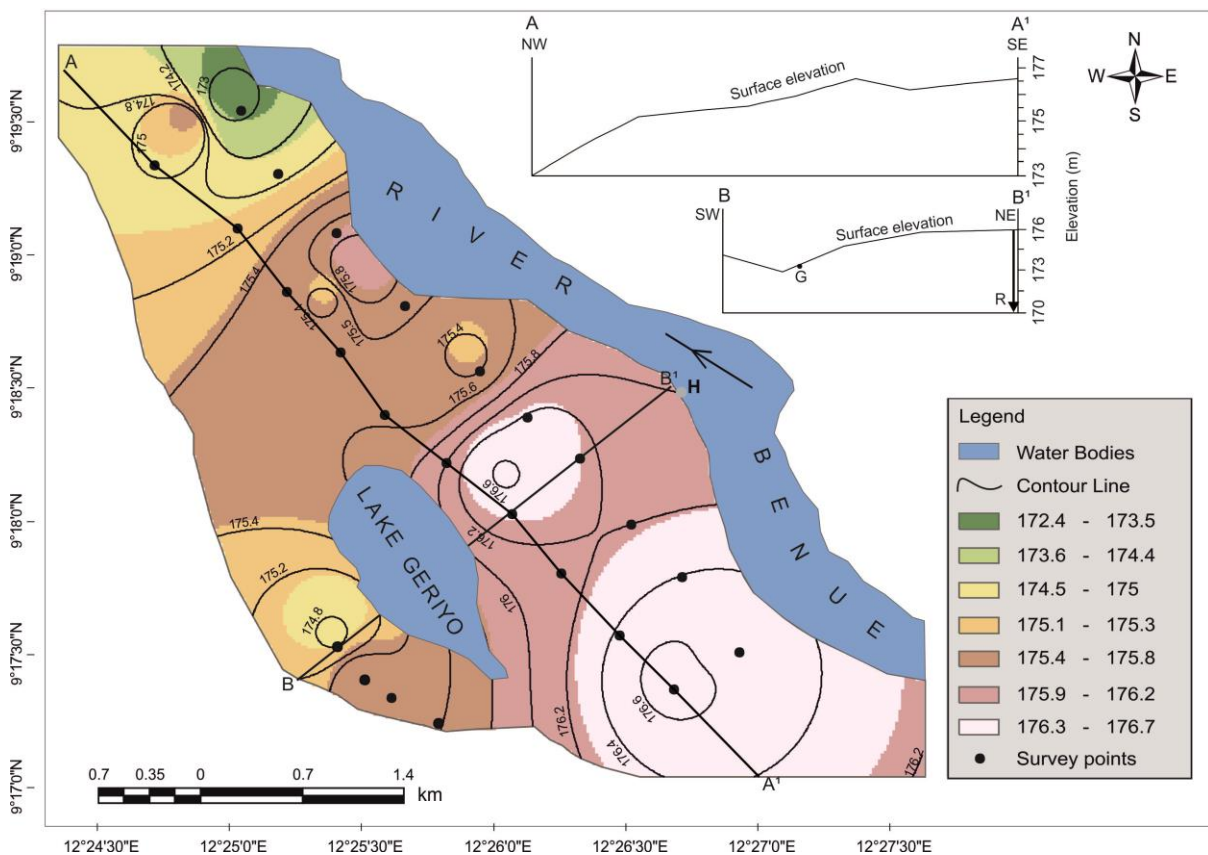 A
NW
A¹
SE
Surface elevation
177
175
173
B
SW
B¹
NE
Surface elevation
G
R
176
173
170
Elevation (m)
N
W E
S
A
174.2
173
174.8
175
175.2
175.4
175.8
175.4
175.5
175.4
175.6
175.8
B¹ H
176.6
176.2
175.4
175.2
174.8
176
B
176.2
176.4
176.6
176.2
A¹
RIVER
BENUE
LAKE GERIYO
Legend
Water Bodies
Contour Line
172.4 - 173.5
173.6 - 174.4
174.5 - 175
175.1 - 175.3
175.4 - 175.8
175.9 - 176.2
176.3 - 176.7
Survey points
0.7 0.35 0 0.7 1.4
km
9°19'30"N
9°19'0"N
9°18'30"N
9°18'0"N
9°17'30"N
9°17'0"N
12°24'30"E 12°25'0"E 12°25'30"E 12°26'0"E 12°26'30"E 12°27'0"E 12°27'30"E